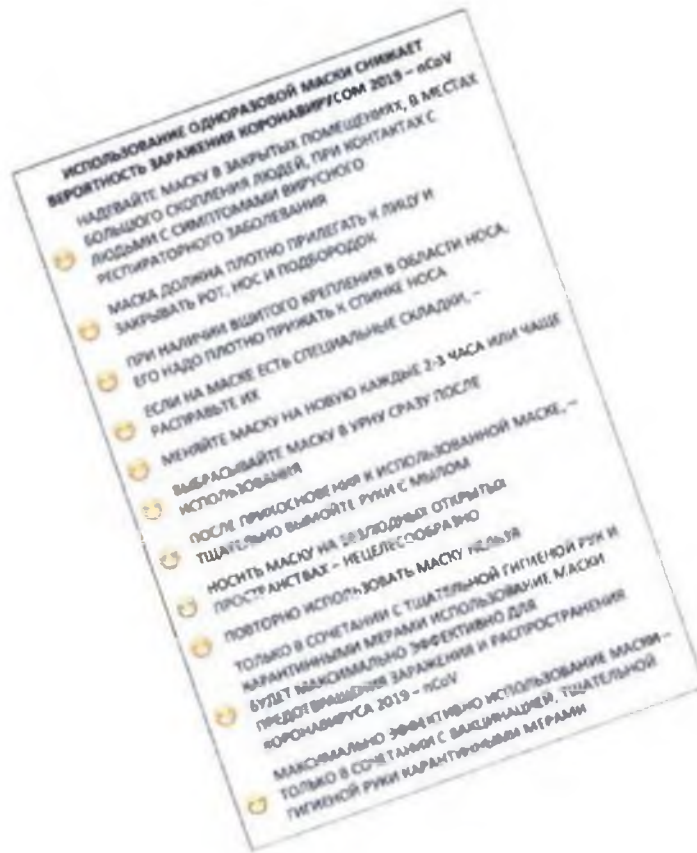 ИСПОЛЬЗОВАНИЕ ОДНОРАЗОВОЙ МАСКИ СНИЖАЕТ
ВЕРОЯТНОСТЬ ЗАРАЖЕНИЯ КОРОНАВИРУСОМ 2019 – nCoV
НАДЕВАЙТЕ МАСКУ В ЗАКРЫТЫХ ПОМЕЩЕНИЯХ, В МЕСТАХ
БОЛЬШОГО СКОПЛЕНИЯ ЛЮДЕЙ, ПРИ КОНТАКТАХ С
ЛЮДЬМИ С СИМПТОМАМИ ВИРУСНОГО
РЕСПИРАТОРНОГО ЗАБОЛЕВАНИЯ
МАСКА ДОЛЖНА ПЛОТНО ПРИЛЕГАТЬ К ЛИЦУ И
ЗАКРЫВАТЬ РОТ, НОС И ПОДБОРОДОК
ПРИ НАЛИЧИИ ВШИТОГО КРЕПЛЕНИЯ В ОБЛАСТИ НОСА,
ЕГО НАДО ПЛОТНО ПРИЖАТЬ К СПИНКЕ НОСА
ЕСЛИ НА МАСКЕ ЕСТЬ СПЕЦИАЛЬНЫЕ СКЛАДКИ, –
РАСПРАВЬТЕ ИХ
МЕНЯЙТЕ МАСКУ НА НОВУЮ КАЖДЫЕ 2-3 ЧАСА ИЛИ ЧАЩЕ
ВЫБРАСЫВАЙТЕ МАСКУ В УРНУ СРАЗУ ПОСЛЕ
ИСПОЛЬЗОВАНИЯ
ПОСЛЕ ПРИКОСНОВЕНИЯ К ИСПОЛЬЗОВАННОЙ МАСКЕ, –
ТЩАТЕЛЬНО ВЫМОЙТЕ РУКИ С МЫЛОМ
НОСИТЬ МАСКУ НА БЕЗЛЮДНЫХ ОТКРЫТЫХ
ПРОСТРАНСТВАХ – НЕЦЕЛЕСООБРАЗНО
ПОВТОРНО ИСПОЛЬЗОВАТЬ МАСКУ НЕЛЬЗЯ
ТОЛЬКО В СОЧЕТАНИИ С ТЩАТЕЛЬНОЙ ГИГИЕНОЙ РУК И
КАРАНТИННЫМИ МЕРАМИ ИСПОЛЬЗОВАНИЕ МАСКИ
БУДЕТ МАКСИМАЛЬНО ЭФФЕКТИВНО ДЛЯ
ПРЕДОТВРАЩЕНИЯ ЗАРАЖЕНИЯ И РАСПРОСТРАНЕНИЯ
КОРОНАВИРУСА 2019 – nCoV
МАКСИМАЛЬНО ЭФФЕКТИВНО ИСПОЛЬЗОВАНИЕ МАСКИ –
ТОЛЬКО В СОЧЕТАНИИ С ВАКЦИНАЦИЕЙ, ТЩАТЕЛЬНОЙ
ГИГИЕНОЙ РУКИ КАРАНТИННЫМИ МЕРАМИ